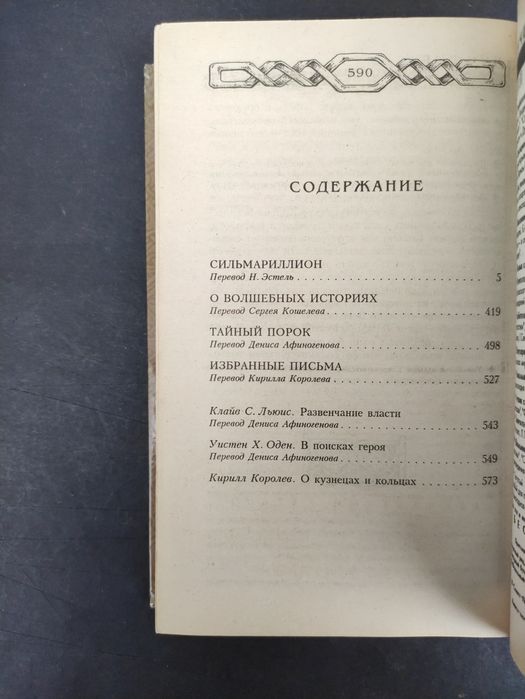 590
СОДЕРЖАНИЕ
СИЛЬМАРИЛЛИОН
Перевод Н. Эстель . . . . . . . . . . . . . . . . . . . . . . 5
О ВОЛШЕБНЫХ ИСТОРИЯХ
Перевод Сергея Кошелева . . . . . . . . . . . . . . . . . . 419
ТАЙНЫЙ ПОРОК
Перевод Дениса Афиногенова . . . . . . . . . . . . . . . . 498
ИЗБРАННЫЕ ПИСЬМА
Перевод Кирилла Королева . . . . . . . . . . . . . . . . . 527
Клайв С. Льюис. Развенчание власти
Перевод Дениса Афиногенова . . . . . . . . . . . . . . . . 543
Уистен Х. Оден. В поисках героя
Перевод Дениса Афиногенова . . . . . . . . . . . . . . . . 549
Кирилл Королев. О кузнецах и кольцах . . . . . . . . 573